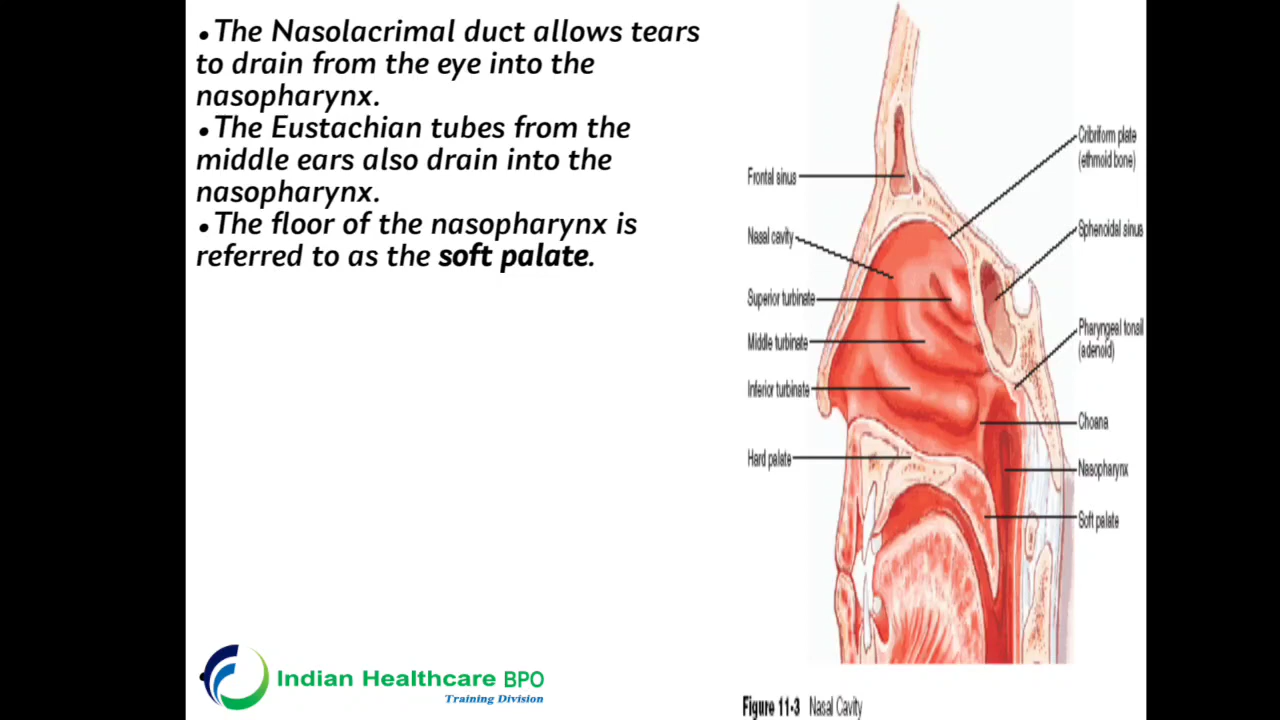 •The Nasolacrimal duct allows tears
to drain from the eye into the
nasopharynx.
•The Eustachian tubes from the
middle ears also drain into the
nasopharynx.
•The floor of the nasopharynx is
referred to as the soft palate.
Frontal sinus
Nasal cavity
Superior turbinate
Middle turbinate
Inferior turbinate
Hard palate
Cribriform plate
(ethmoid bone)
Sphenoidal sinus
Pharyngeal tonsil
(adenoid)
Choana
Nasopharynx
Soft palate
Indian Healthcare BPO
Training Division
Figure 11-3 Nasal Cavity